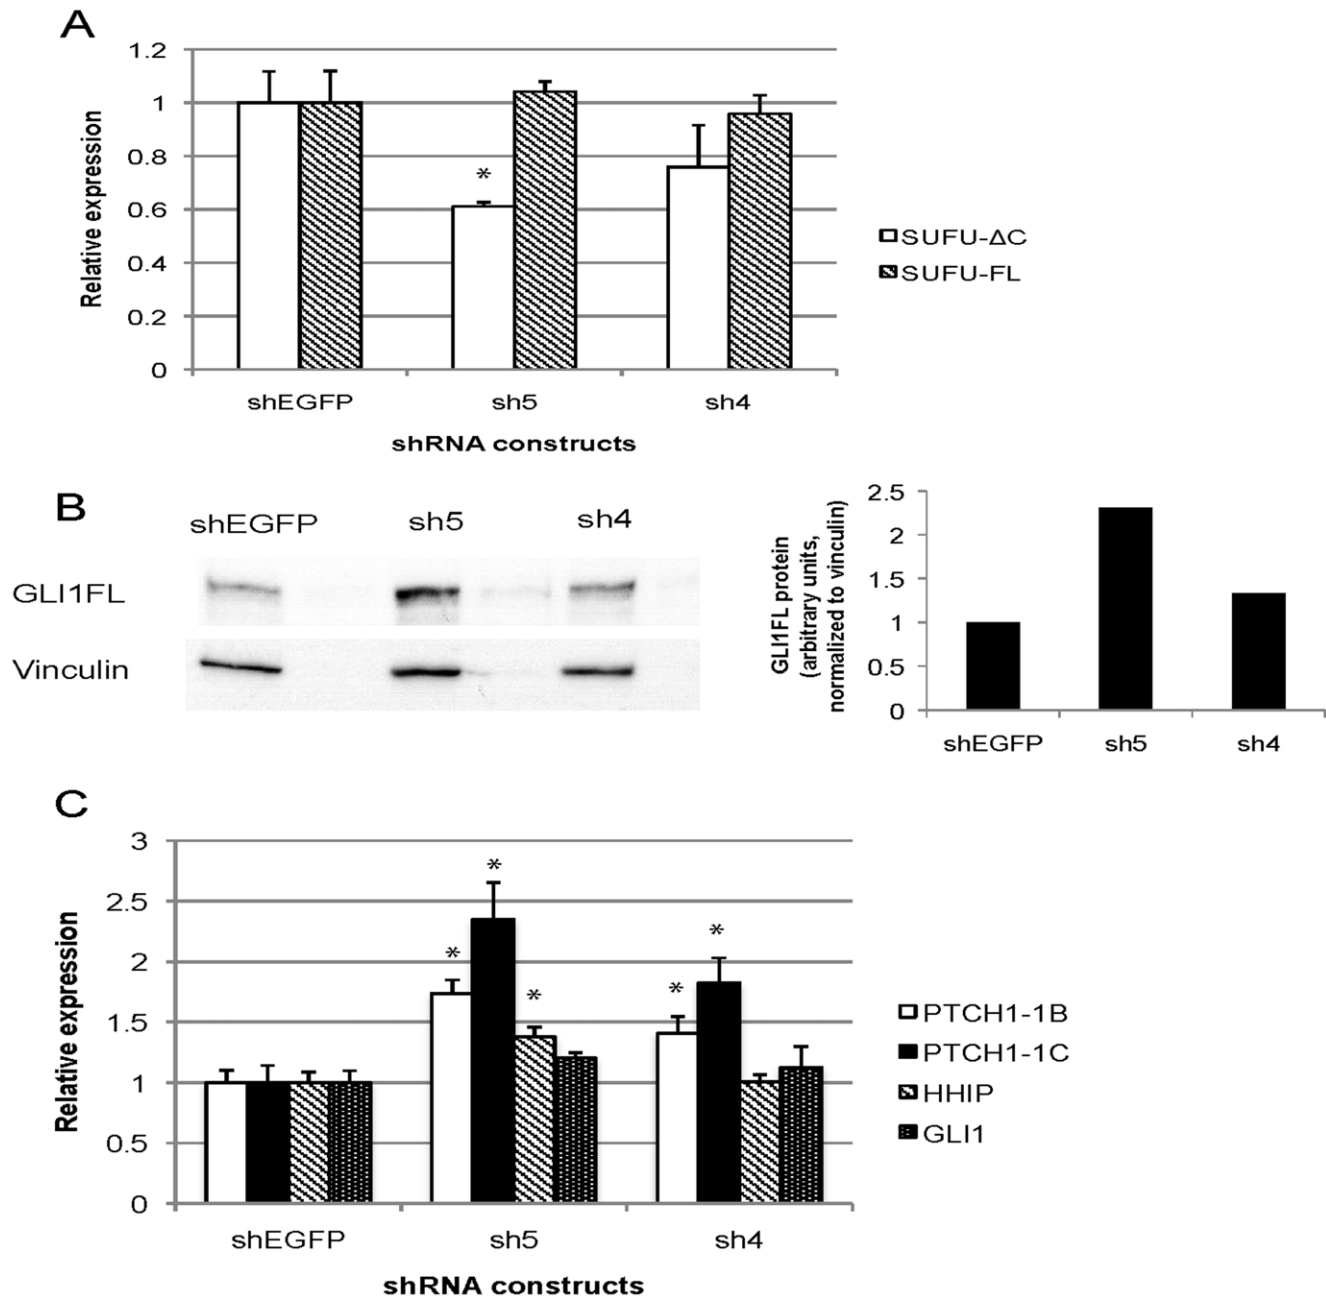 A
1.2
1
0.8
0.6
0.4
0.2
0
Relative expression
*
shEGFP
sh5
sh4
shRNA constructs
SUFU-ΔC
SUFU-FL
B
shEGFP
sh5
sh4
GLI1FL
Vinculin
GLI1FL protein
(arbitrary units,
normalized to vinculin)
2.5
2
1.5
1
0.5
0
shEGFP
sh5
sh4
C
3
2.5
2
1.5
1
0.5
0
Relative expression
*
*
*
*
*
shEGFP
sh5
sh4
shRNA constructs
PTCH1-1B
PTCH1-1C
HHIP
GLI1